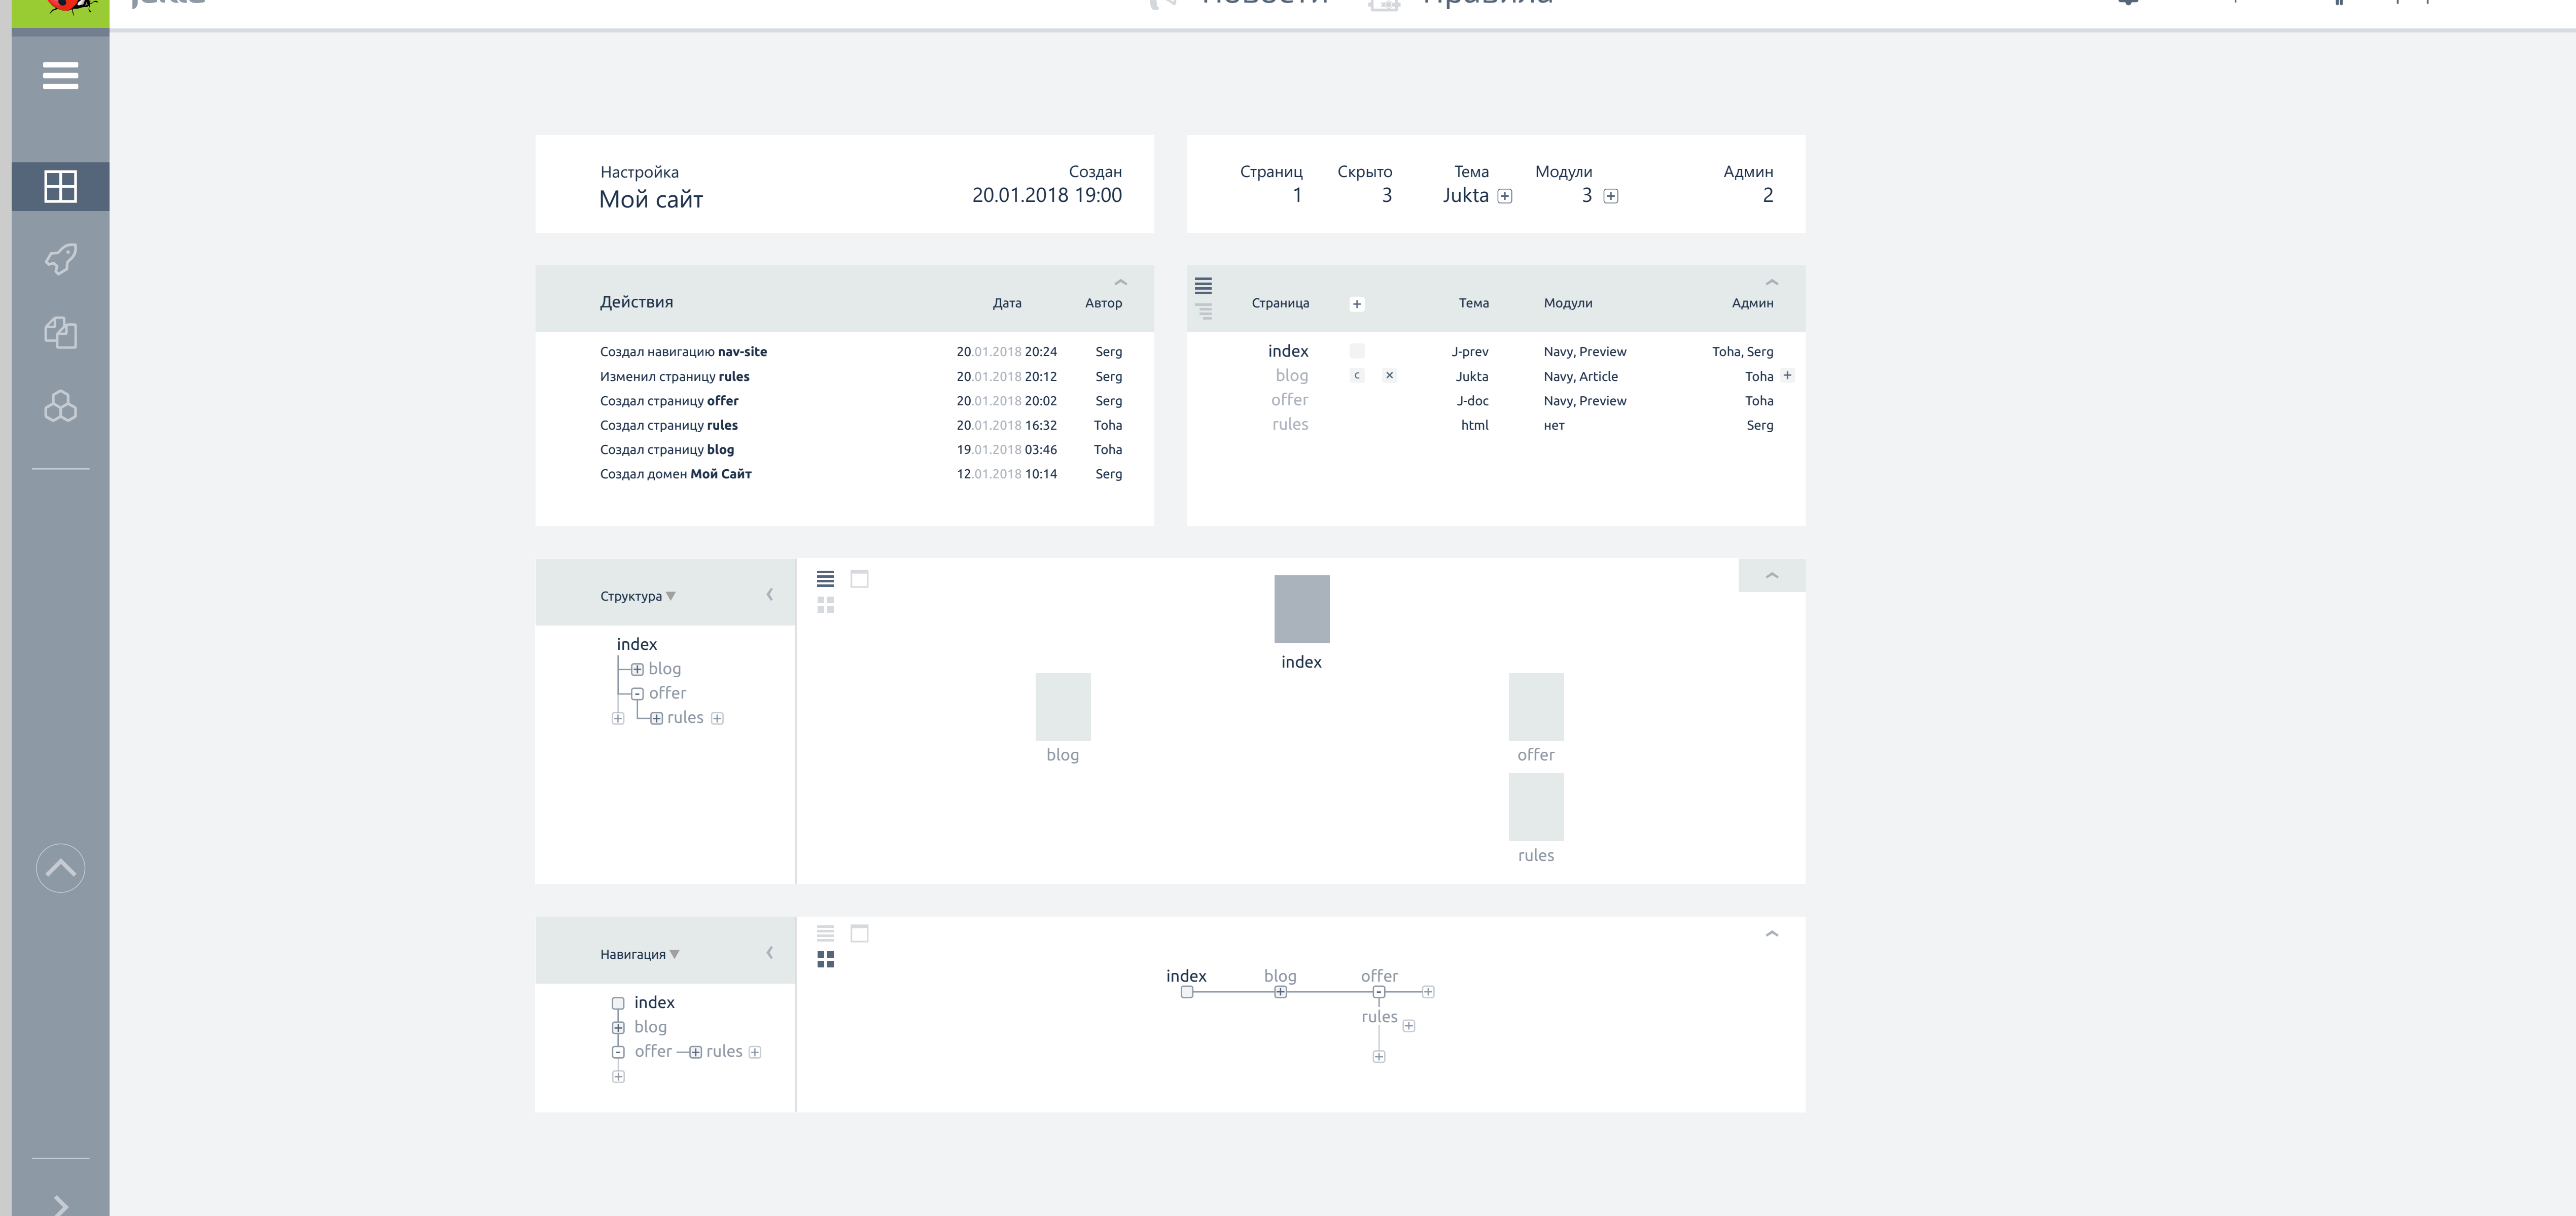 Новости Правила
Настройка
Мой сайт
Создан
20.01.2018 19:00
Страниц Скрыто Тема Модули Админ
1 3 Jukta + 3 + 2
Действия Дата Автор
Создал навигацию nav-site 20.01.2018 20:24 Serg
Изменил страницу rules 20.01.2018 20:12 Serg
Создал страницу offer 20.01.2018 20:02 Serg
Создал страницу rules 20.01.2018 16:32 Toha
Создал страницу blog 19.01.2018 03:46 Toha
Создал домен Мой Сайт 12.01.2018 10:14 Serg
Страница + Тема Модули Админ
index J-prev Navy, Preview Toha, Serg
blog c × Jukta Navy, Article Toha +
offer J-doc Navy, Preview Toha
rules html нет Serg
Структура
index
+ blog
- offer
+ + rules +
index
blog
offer
rules
Навигация
index
+ blog
- offer + rules +
+
index blog offer
+ - +
rules +
+